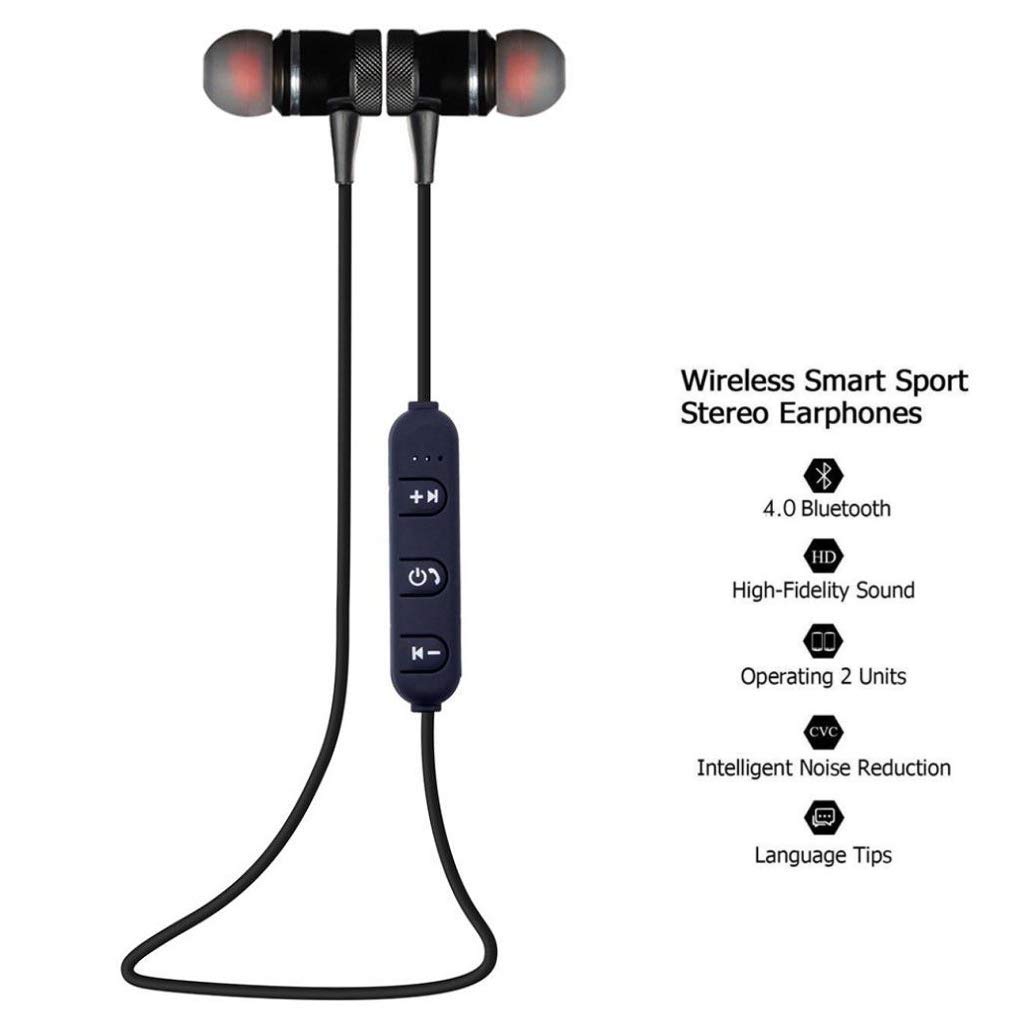 Wireless Smart Sport
Stereo Earphones
4.0 Bluetooth
HD
High-Fidelity Sound
Operating 2 Units
CVC
Intelligent Noise Reduction
Language Tips